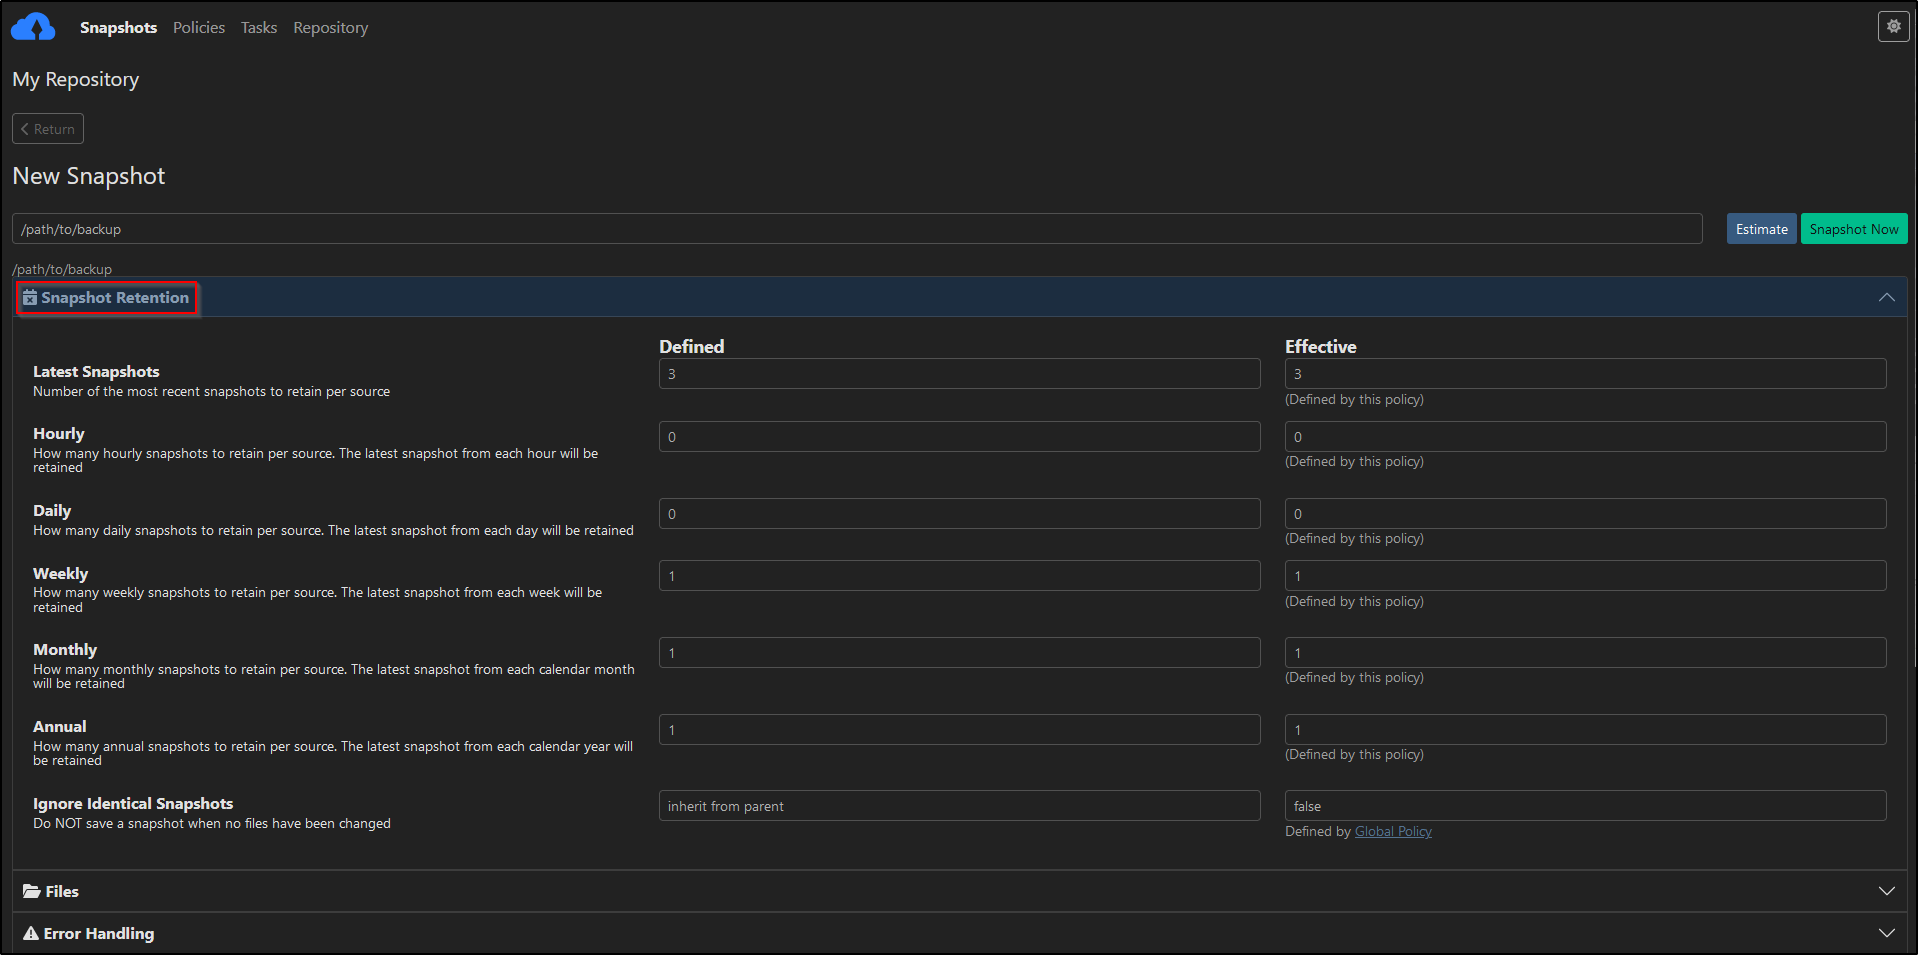 Snapshots Policies Tasks Repository
My Repository
Return
New Snapshot
/path/to/backup
Estimate
Snapshot Now
/path/to/backup
Snapshot Retention
Defined
Effective
Latest Snapshots
Number of the most recent snapshots to retain per source
3
3
(Defined by this policy)
Hourly
How many hourly snapshots to retain per source. The latest snapshot from each hour will be
retained
0
0
(Defined by this policy)
Daily
How many daily snapshots to retain per source. The latest snapshot from each day will be retained
0
0
(Defined by this policy)
Weekly
How many weekly snapshots to retain per source. The latest snapshot from each week will be
retained
1
1
(Defined by this policy)
Monthly
How many monthly snapshots to retain per source. The latest snapshot from each calendar month
will be retained
1
1
(Defined by this policy)
Annual
How many annual snapshots to retain per source. The latest snapshot from each calendar year will
be retained
1
1
(Defined by this policy)
Ignore Identical Snapshots
Do NOT save a snapshot when no files have been changed
inherit from parent
false
Defined by Global Policy
Files
Error Handling